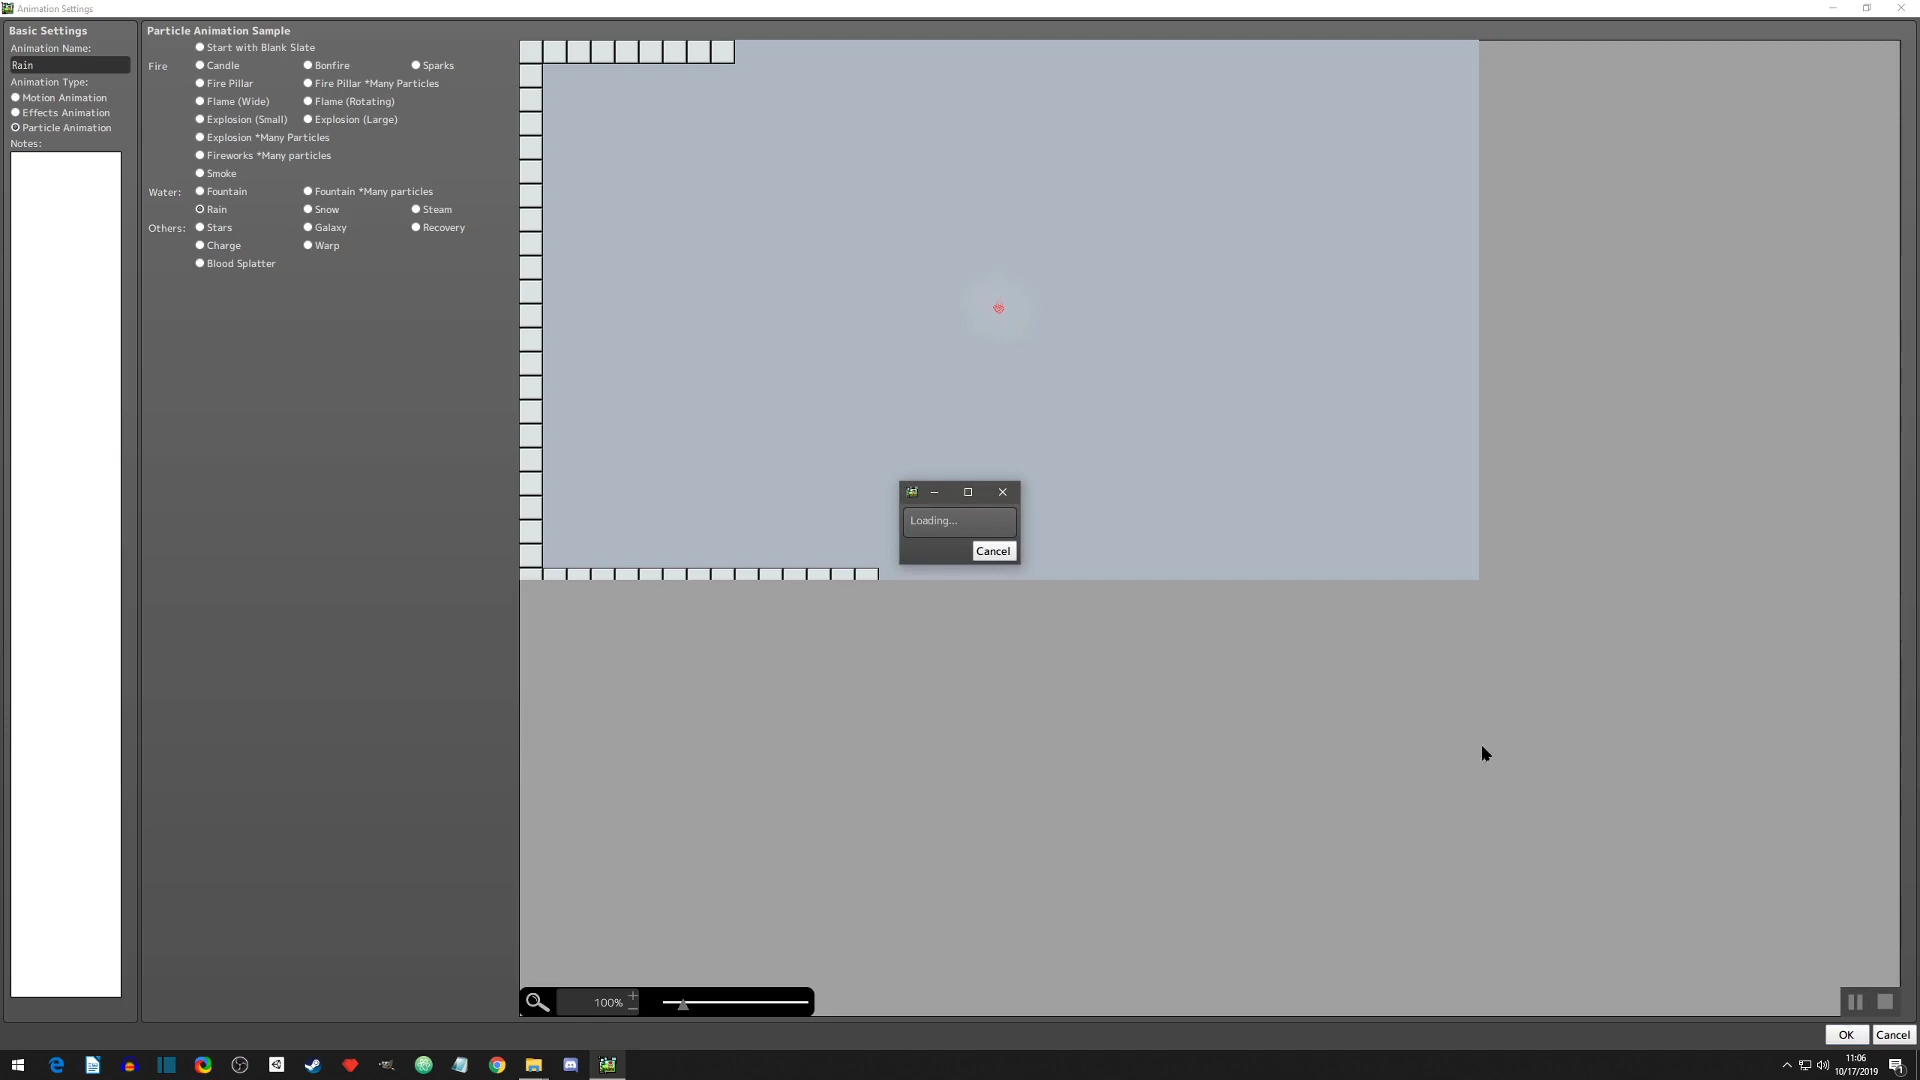 Animation Settings
Basic Settings
Animation Name:
Rain
Animation Type:
Motion Animation
Effects Animation
Particle Animation
Notes:
Particle Animation Sample
Start with Blank Slate
Fire Candle Bonfire Sparks
Fire Pillar Fire Pillar *Many Particles
Flame (Wide) Flame (Rotating)
Explosion (Small) Explosion (Large)
Explosion *Many Particles
Fireworks *Many particles
Smoke
Water: Fountain Fountain *Many particles
Rain Snow Steam
Others: Stars Galaxy Recovery
Charge Warp
Blood Splatter
Loading...
Cancel
100%
OK Cancel
11:06
10/17/2019